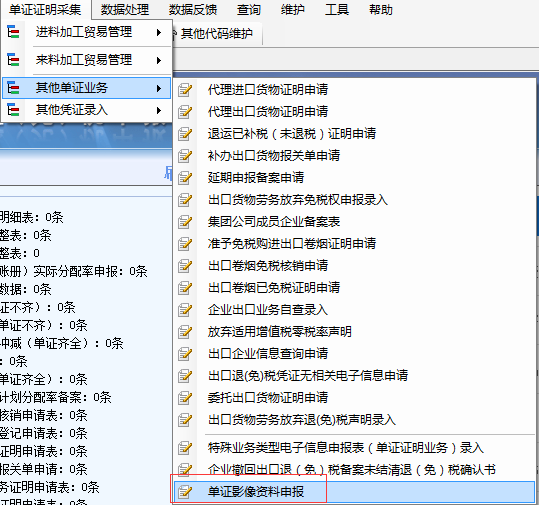 单证证明采集 数据处理 数据反馈 查询 维护 工具 帮助
进料加工贸易管理
其他代码维护
来料加工贸易管理
其他单证业务
其他凭证录入
代理进口货物证明申请
代理出口货物证明申请
退运已补税（未退税）证明申请
补办出口货物报关单申请
延期申报备案申请
出口货物劳务放弃免税权申报录入
集团公司成员企业备案表
准予免税购进出口卷烟证明申请
出口卷烟免税核销申请
出口卷烟已免税证明申请
企业出口业务自查录入
放弃适用增值税零税率声明
出口企业信息查询申请
出口退(免)税凭证无相关电子信息申请
委托出口货物证明申请
出口货物劳务放弃退(免)税声明录入
特殊业务类型电子信息申报表（单证证明业务）录入
企业撤回出口退（免）税备案未结清退（免）税确认书
单证影像资料申报
明细表: 0条
整表: 0条
整表: 0
账册）实际分配率申报: 0条
数据: 0条
证不齐）: 0条
单证不齐）: 0条
冲减（单证齐全）: 0条
: 0条
单证齐全）: 0条
计划分配率备案: 0条
核销申请表: 0条
登记申请表: 0条
证明申请表: 0条
报关单申请: 0条
务证明申请表: 0条
证明申请表: 0条